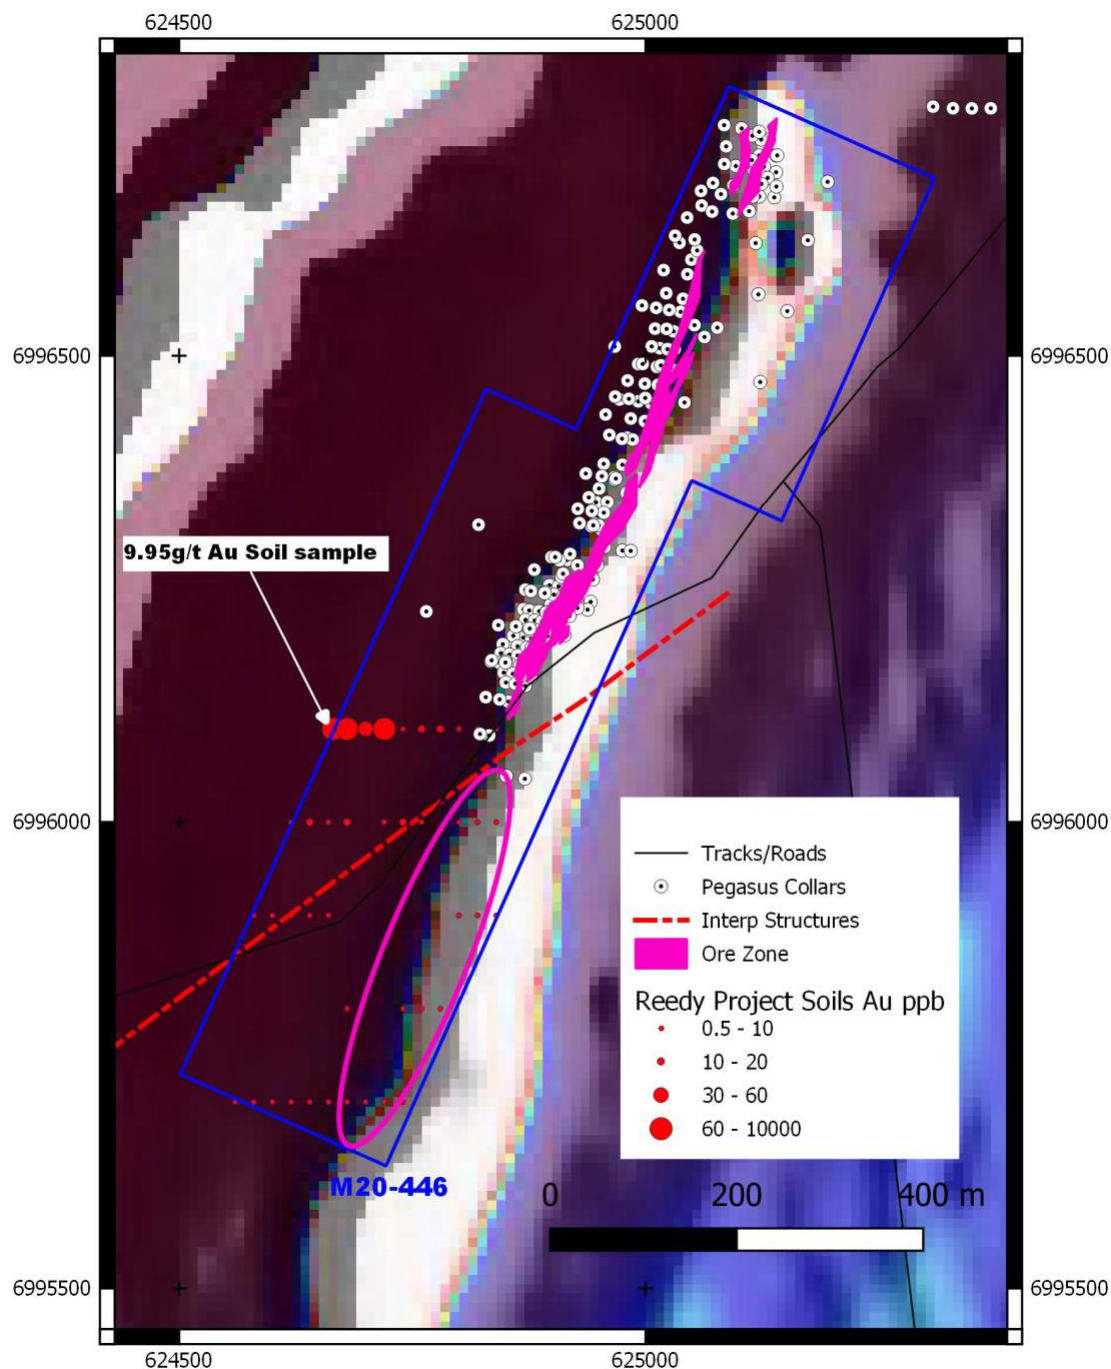 624500 625000
6996500 6996500
9.95g/t Au Soil sample
6996000 6996000
Tracks/Roads
Pegasus Collars
Interp Structures
Ore Zone
Reedy Project Soils Au ppb
0.5 - 10
10 - 20
30 - 60
60 - 10000
M20-446
0 200 400 m
6995500 6995500
624500 625000